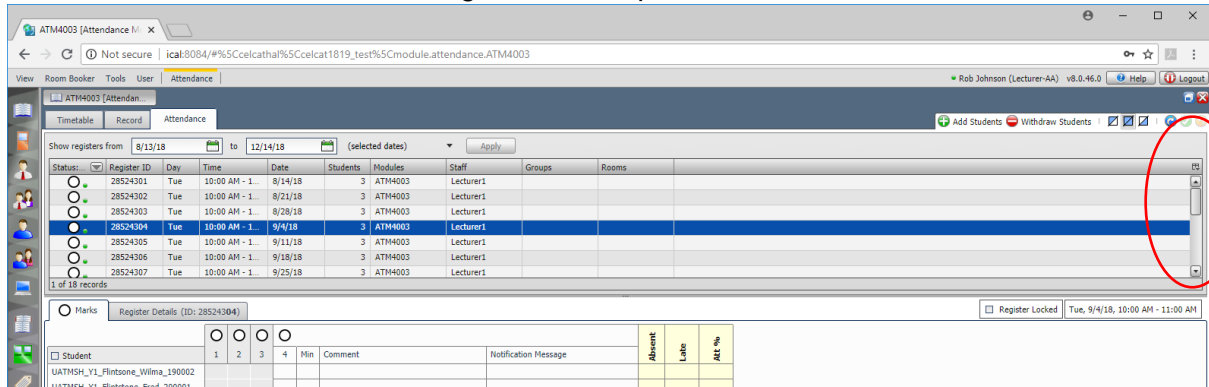 ATM4003 [Attendance M
Not secure | ical:8084/#%5Ccelcathal%5Ccelcat1819_test%5Cmodule.attendance.ATM4003
View Room Booker Tools User Attendance Rob Johnson (Lecturer-AA) v8.0.46.0 Help Logout
ATM4003 [Attendan...
Timetable Record Attendance Add Students Withdraw Students
Show registers from 8/13/18 to 12/14/18 (selected dates) Apply
Status:... Register ID Day Time Date Students Modules Staff Groups Rooms
28524301 Tue 10:00 AM - 1... 8/14/18 3 ATM4003 Lecturer1
28524302 Tue 10:00 AM - 1... 8/21/18 3 ATM4003 Lecturer1
28524303 Tue 10:00 AM - 1... 8/28/18 3 ATM4003 Lecturer1
28524304 Tue 10:00 AM - 1... 9/4/18 3 ATM4003 Lecturer1
28524305 Tue 10:00 AM - 1... 9/11/18 3 ATM4003 Lecturer1
28524306 Tue 10:00 AM - 1... 9/18/18 3 ATM4003 Lecturer1
28524307 Tue 10:00 AM - 1... 9/25/18 3 ATM4003 Lecturer1
1 of 18 records
Marks Register Details (ID: 28524304) Register Locked Tue, 9/4/18, 10:00 AM - 11:00 AM
Student 1 2 3 4 Min Comment Notification Message Absent Late Att %
UATMSH_Y1_Flintsone_Wilma_190002